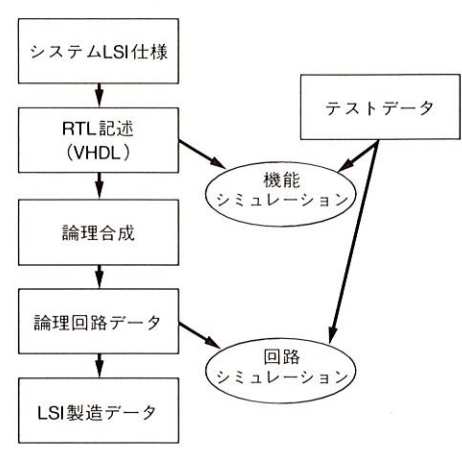 システムLSI仕様
RTL記述
(VHDL)
論理合成
論理回路データ
LSI製造データ
テストデータ
機能
シミュレーション
回路
シミュレーション